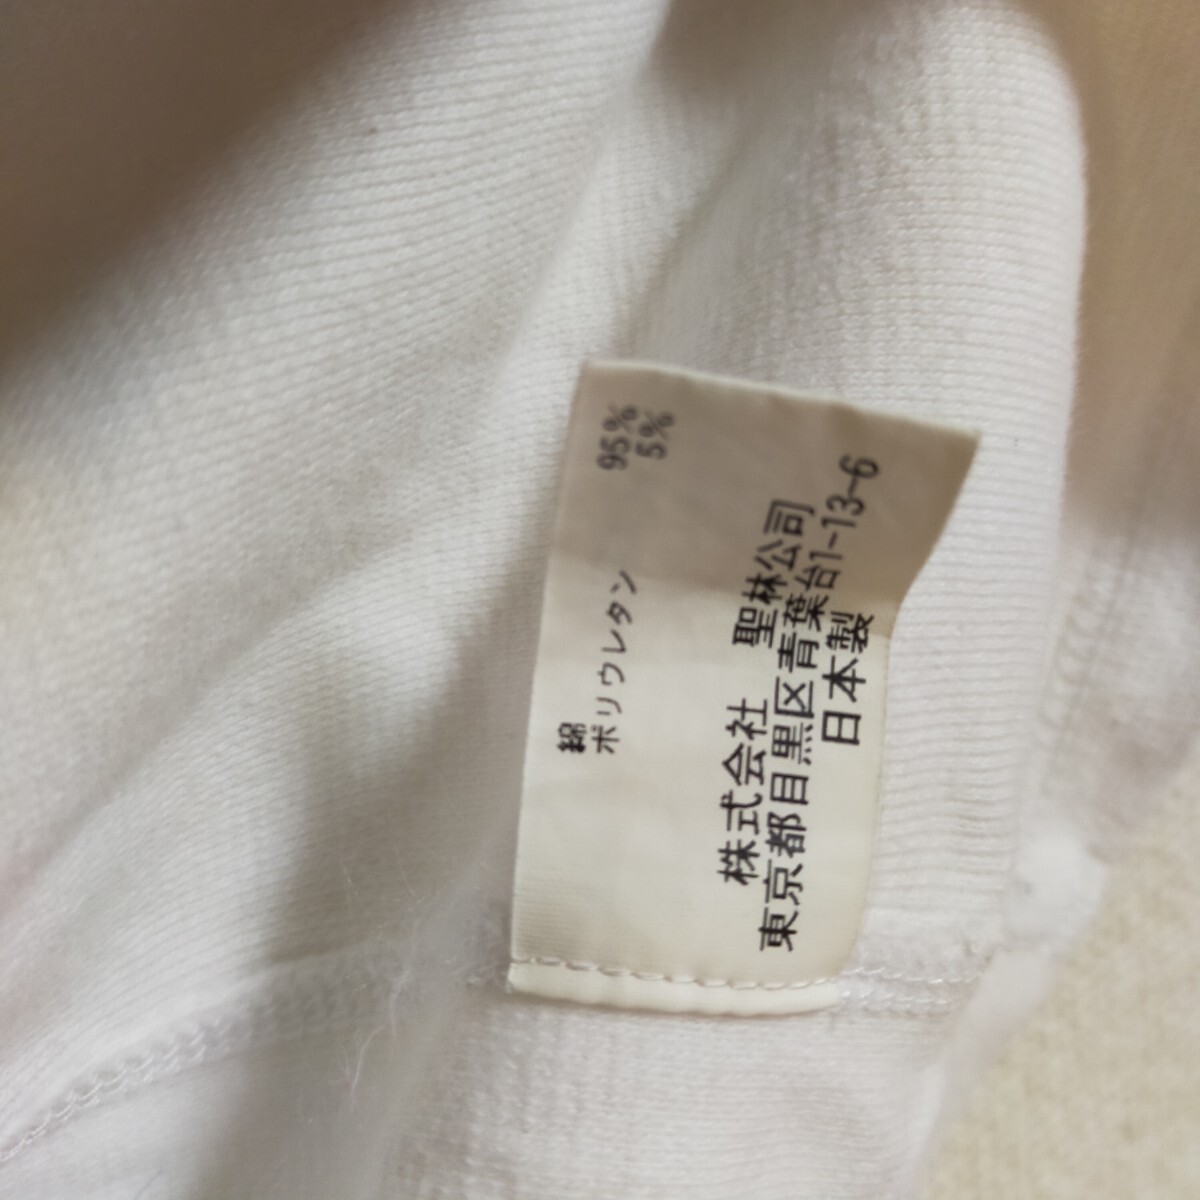 綿 95%
ポリウレタン 5%
株式会社 聖林公司
東京都目黒区青葉台1-13-6
日本製